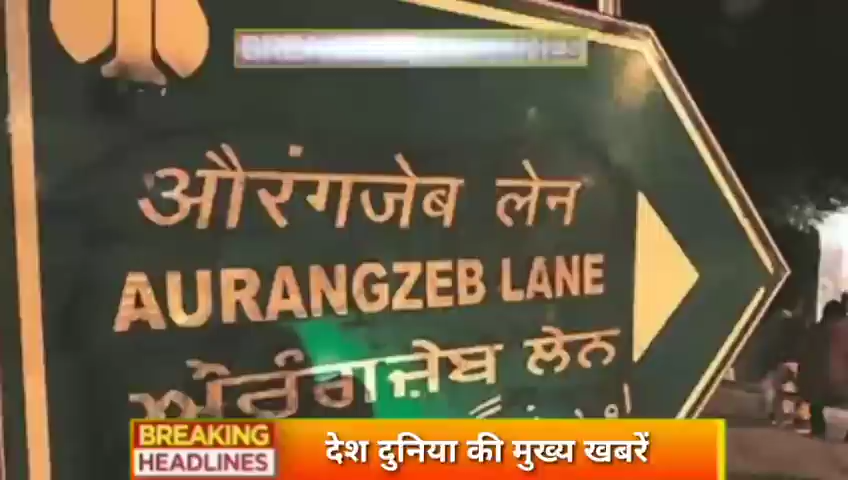 औरंगजेब लेन
AURANGZEB LANE
ਔਰੰਗਜ਼ੇਬ ਲੇਨ
BREAKING
HEADLINES
देश दुनिया की मुख्य खबरें